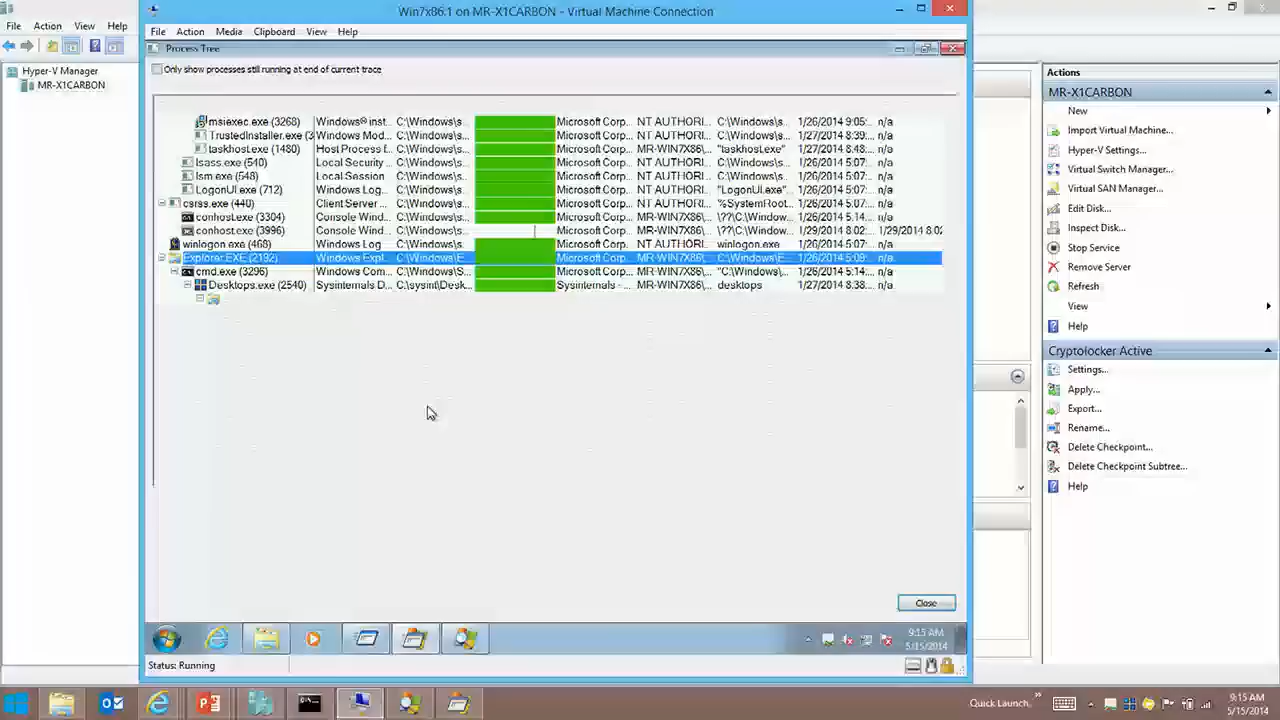 Win7x86.1 on MR-X1CARBON - Virtual Machine Connection
File Action View Help
File Action Media Clipboard View Help
Process Tree
Only show processes still running at end of current trace
Hyper-V Manager
MR-X1CARBON
msiexec.exe (3268) Windows® inst... C:\Windows\s... Microsoft Corp... NT AUTHORI... C:\Windows\s... 1/26/2014 9:05:... n/a
TrustedInstaller.exe (3 Windows Mod... C:\Windows\s... Microsoft Corp... NT AUTHORI... C:\Windows\s... 1/27/2014 8:39... n/a
taskhost.exe (1480) Host Process f... C:\Windows\s... Microsoft Corp... MR-WIN7X86\... "taskhost.exe" 1/27/2014 8:48... n/a
lsass.exe (540) Local Security ... C:\Windows\s... Microsoft Corp... NT AUTHORI... C:\Windows\s... 1/26/2014 5:07:... n/a
lsm.exe (548) Local Session C:\Windows\s... Microsoft Corp... NT AUTHORI... C:\Windows\s... 1/26/2014 5:07:... n/a
LogonUI.exe (712) Windows Log... C:\Windows\s... Microsoft Corp... NT AUTHORI... "LogonUI.exe"... 1/26/2014 5:07:... n/a
csrss.exe (440) Client Server ... C:\Windows\s... Microsoft Corp... NT AUTHORI... %SystemRoot... 1/26/2014 5:07:... n/a
conhost.exe (3304) Console Wind... C:\Windows\s... Microsoft Corp... MR-WIN7X86\... \??\C:\Window... 1/26/2014 5:14... n/a
conhost.exe (3996) Console Wind... C:\Windows\s... Microsoft Corp... MR-WIN7X86\... \??\C:\Window... 1/29/2014 8:02... 1/29/2014 8:02
winlogon.exe (468) Windows Log C:\Windows\s... Microsoft Corp... NT AUTHORI... winlogon.exe 1/26/2014 5:07:... n/a
Explorer.EXE (2192) Windows Expl... C:\Windows\E... Microsoft Corp... MR-WIN7X86\... C:\Windows\E... 1/26/2014 5:09:... n/a
cmd.exe (3296) Windows Com... C:\Windows\s... Microsoft Corp... MR-WIN7X86\... "C:\Windows\... 1/26/2014 5:14... n/a
Desktops.exe (2540) Sysinternals D... C:\sysint\Desk... Sysinternals - ... MR-WIN7X86\... desktops 1/27/2014 8:38... n/a
Close
9:15 AM
5/15/2014
Status: Running
Actions
MR-X1CARBON
New
Import Virtual Machine...
Hyper-V Settings...
Virtual Switch Manager...
Virtual SAN Manager...
Edit Disk...
Inspect Disk...
Stop Service
Remove Server
Refresh
View
Help
Cryptolocker Active
Settings...
Apply...
Export...
Rename...
Delete Checkpoint...
Delete Checkpoint Subtree...
Help
Quick Launch
9:15 AM
5/15/2014